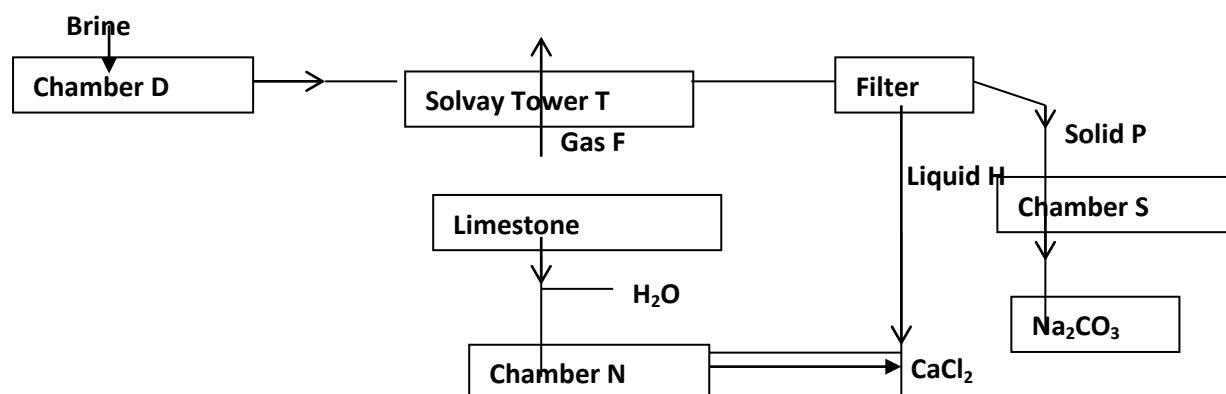 Brine
Chamber D
Solvay Tower T
Filter
Gas F
Solid P
Liquid H
Limestone
Chamber S
H₂O
Na₂CO₃
Chamber N
CaCl₂